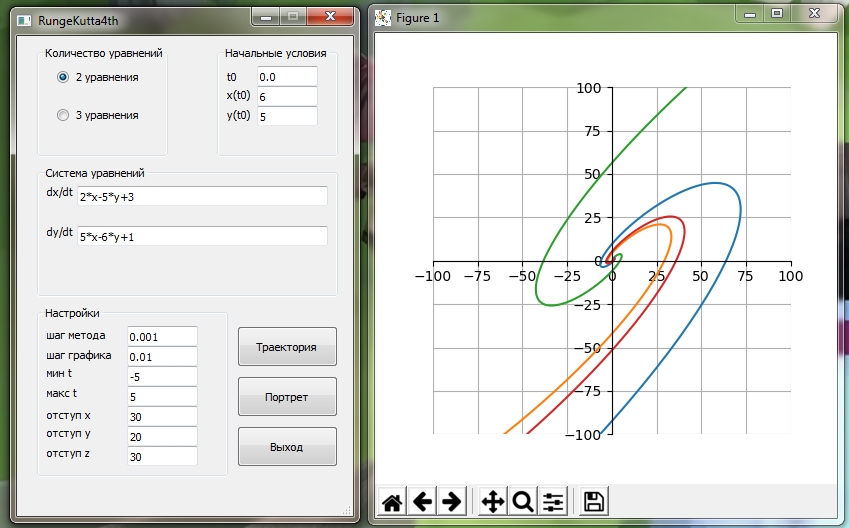 RungeKutta4th
Количество уравнений
2 уравнения
3 уравнения
Начальные условия
t0 0.0
x(t0) 6
y(t0) 5
Система уравнений
dx/dt 2*x-5*y+3
dy/dt 5*x-6*y+1
Настройки
шаг метода 0.001
шаг графика 0.01
мин t -5
макс t 5
отступ x 30
отступ y 20
отступ z 30
Траектория
Портрет
Выход
Figure 1
100
75
50
25
0
−25
−50
−75
−100
−100 −75 −50 −25 0 25 50 75 100